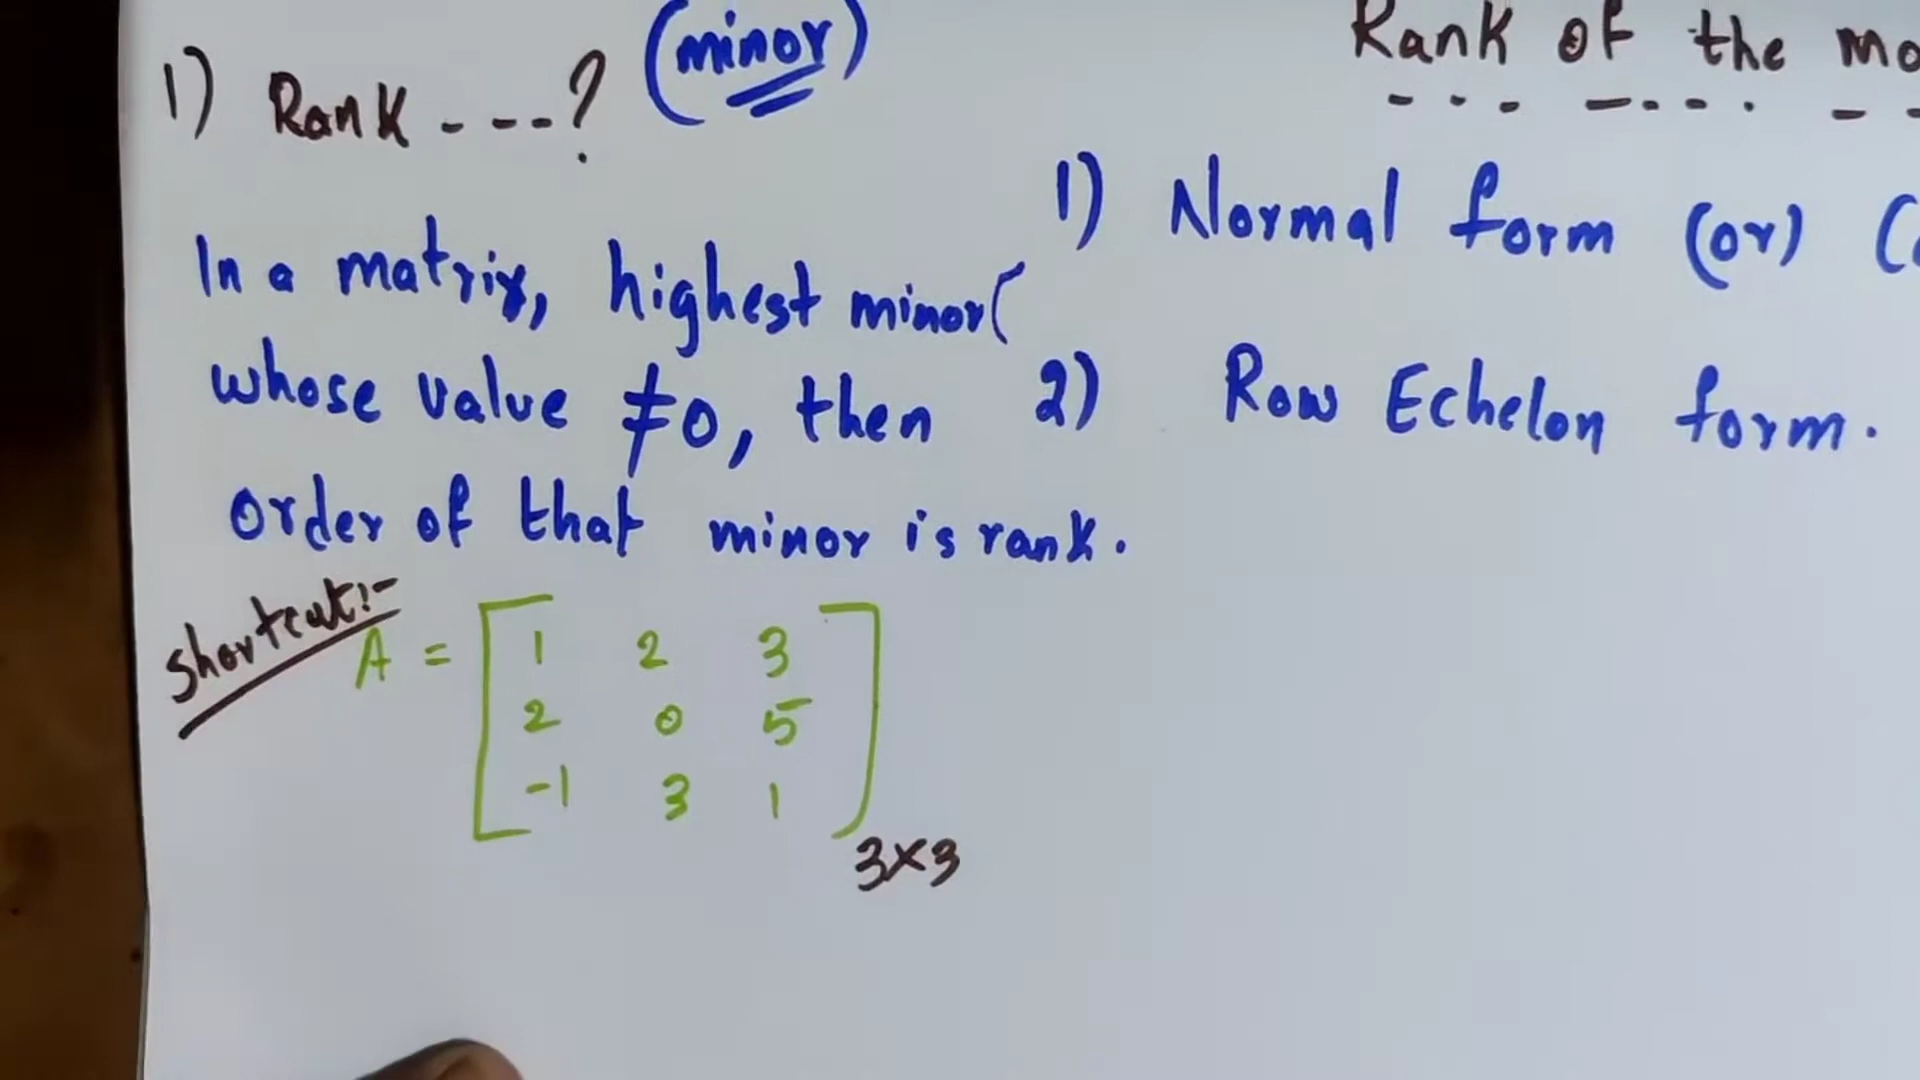 1) Rank - - - ? (minor)
In a matrix, highest minor(
whose value ≠0, then
order of that minor is rank.
Shortcut:-
A = [ 1 2 3
2 0 5
-1 3 1 ]
3×3
Rank of the
1) Normal form (or)
2) Row Echelon form.